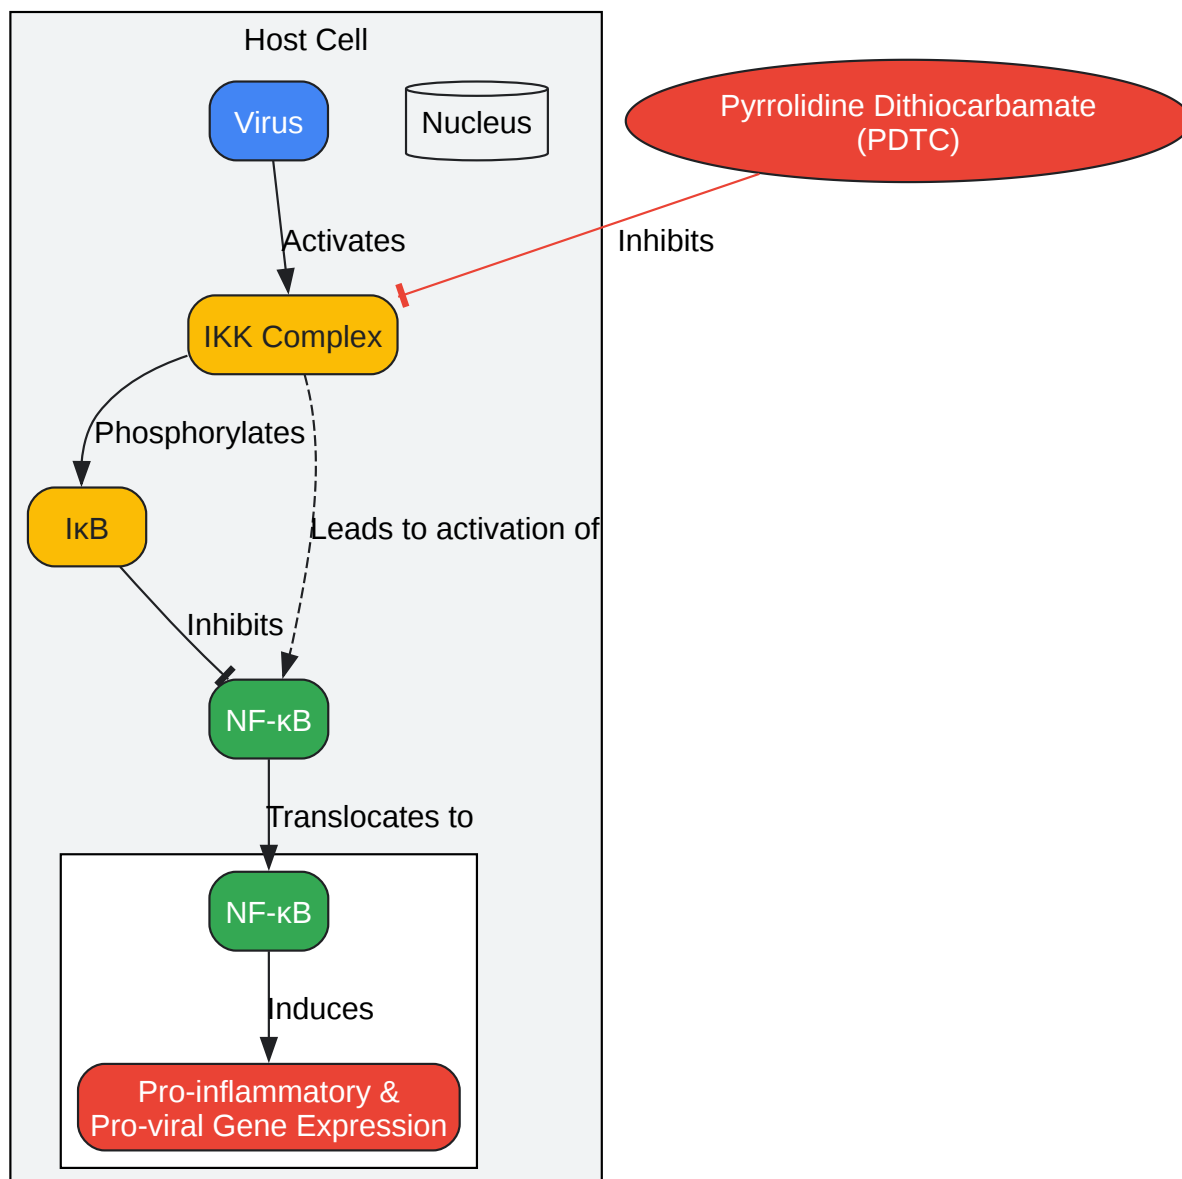 Host Cell
Virus
Nucleus
Pyrrolidine Dithiocarbamate
(PDTC)
Activates
Inhibits
IKK Complex
Phosphorylates
IκB
Leads to activation of
Inhibits
NF-κB
Translocates to
NF-κB
Induces
Pro-inflammatory &
Pro-viral Gene Expression